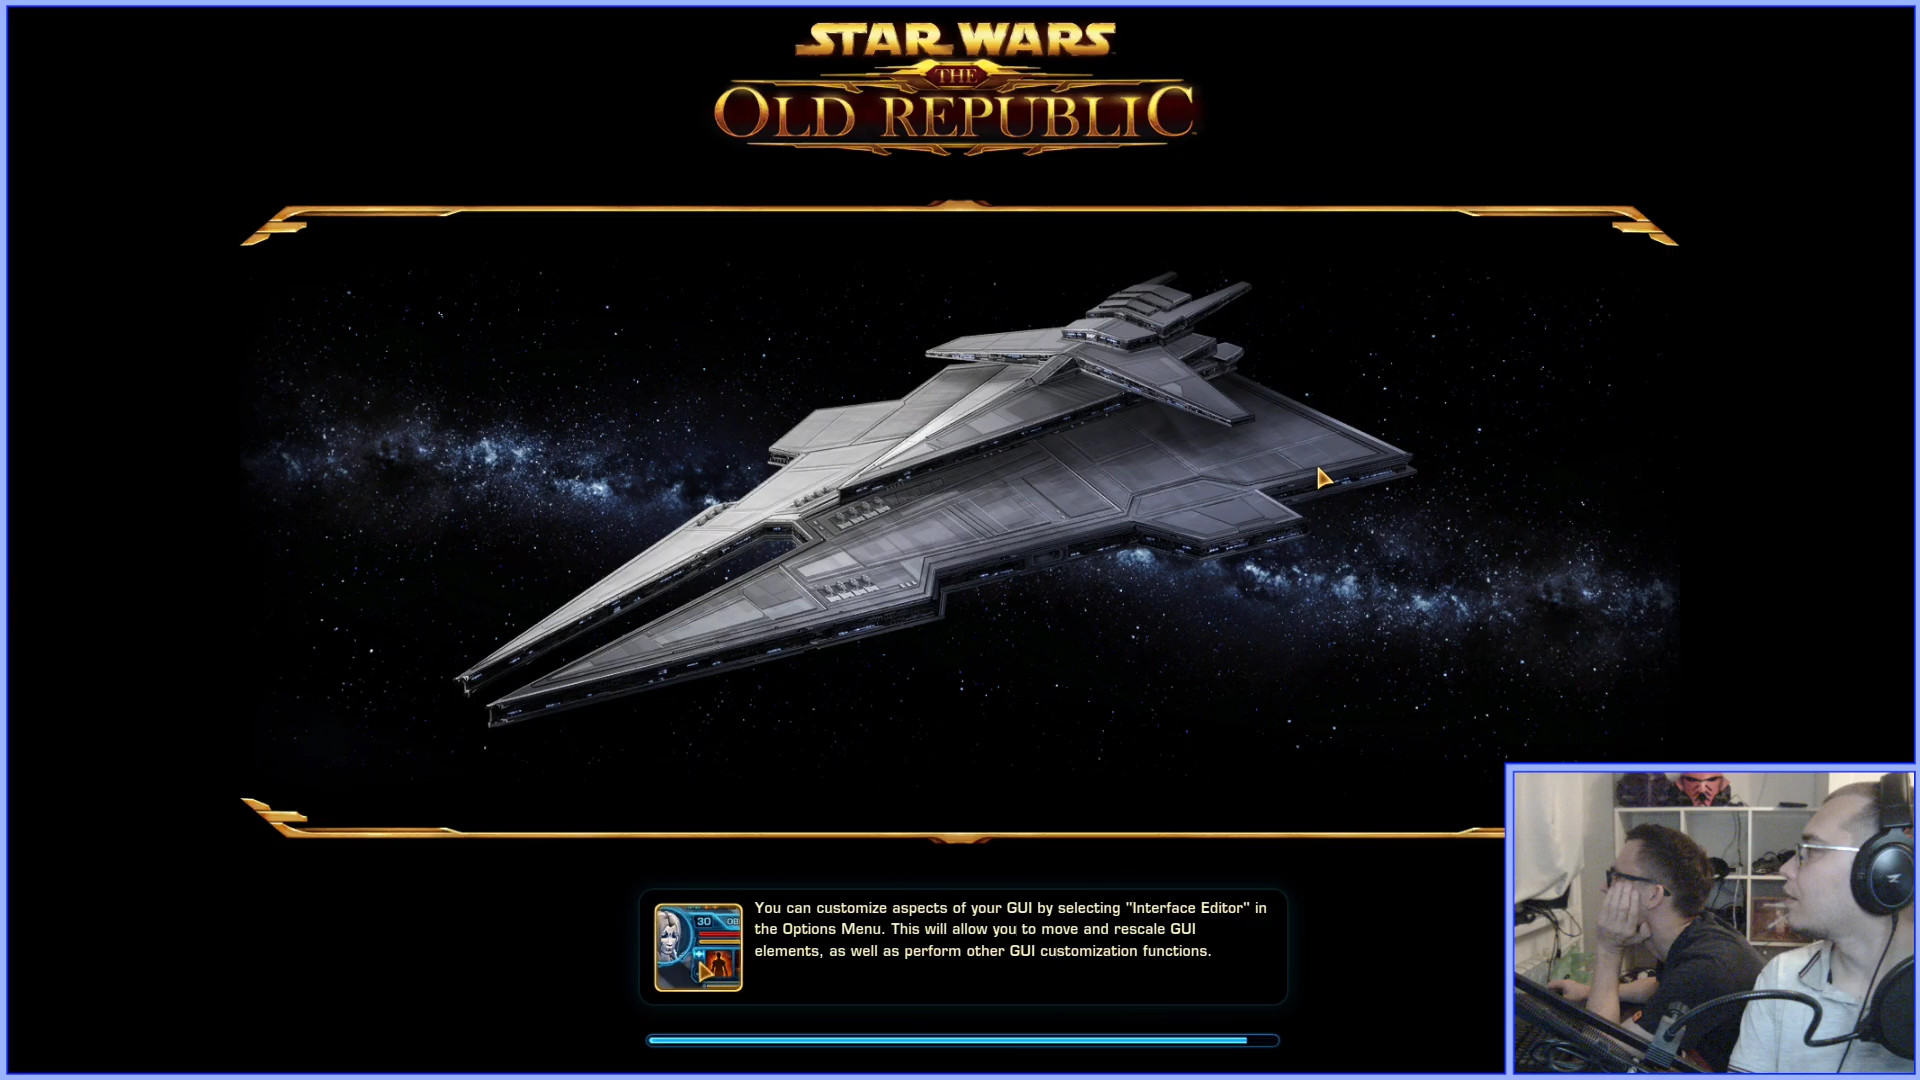 STAR WARS
THE
OLD REPUBLIC
You can customize aspects of your GUI by selecting "Interface Editor" in
the Options Menu. This will allow you to move and rescale GUI
elements, as well as perform other GUI customization functions.
30 08